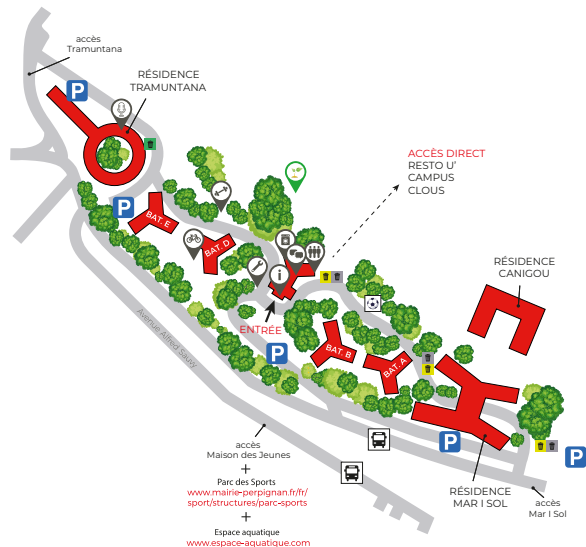 accès
Tramuntana
RÉSIDENCE
TRAMUNTANA
P
P
BAT. E
BAT. D
ACCÈS DIRECT
RESTO U'
CAMPUS
CLOUS
RÉSIDENCE
CANIGOU
i
ENTRÉE
P
BAT. B
BAT. A
Avenue Alfred Sauvy
accès
Maison des Jeunes
+
Parc des Sports
www.mairie-perpignan.fr/fr/
sport/structures/parc-sports
+
Espace aquatique
www.espace-aquatique.com
P
P
RÉSIDENCE
MAR I SOL
accès
Mar I Sol